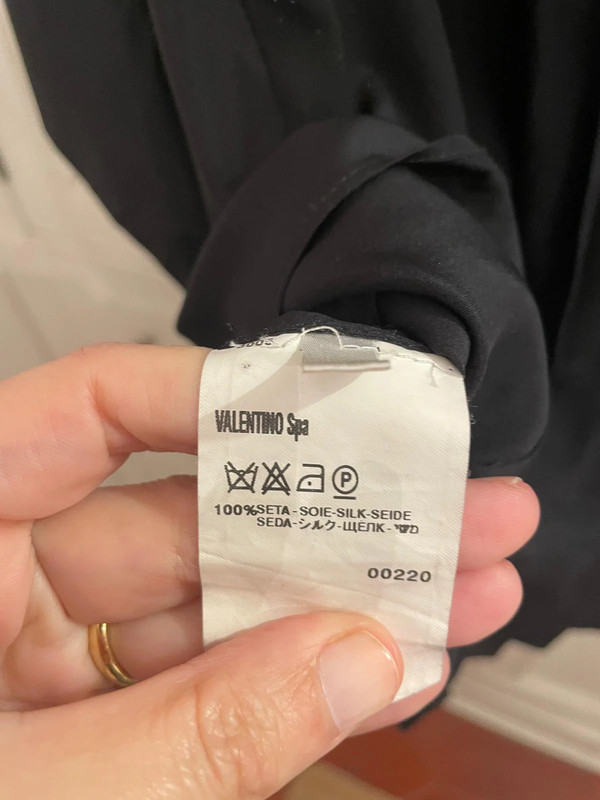 VALENTINO Spa
100%SETA-SOIE-SILK-SEIDE
SEDA-シルク-ЩЕЛК-משי
00220